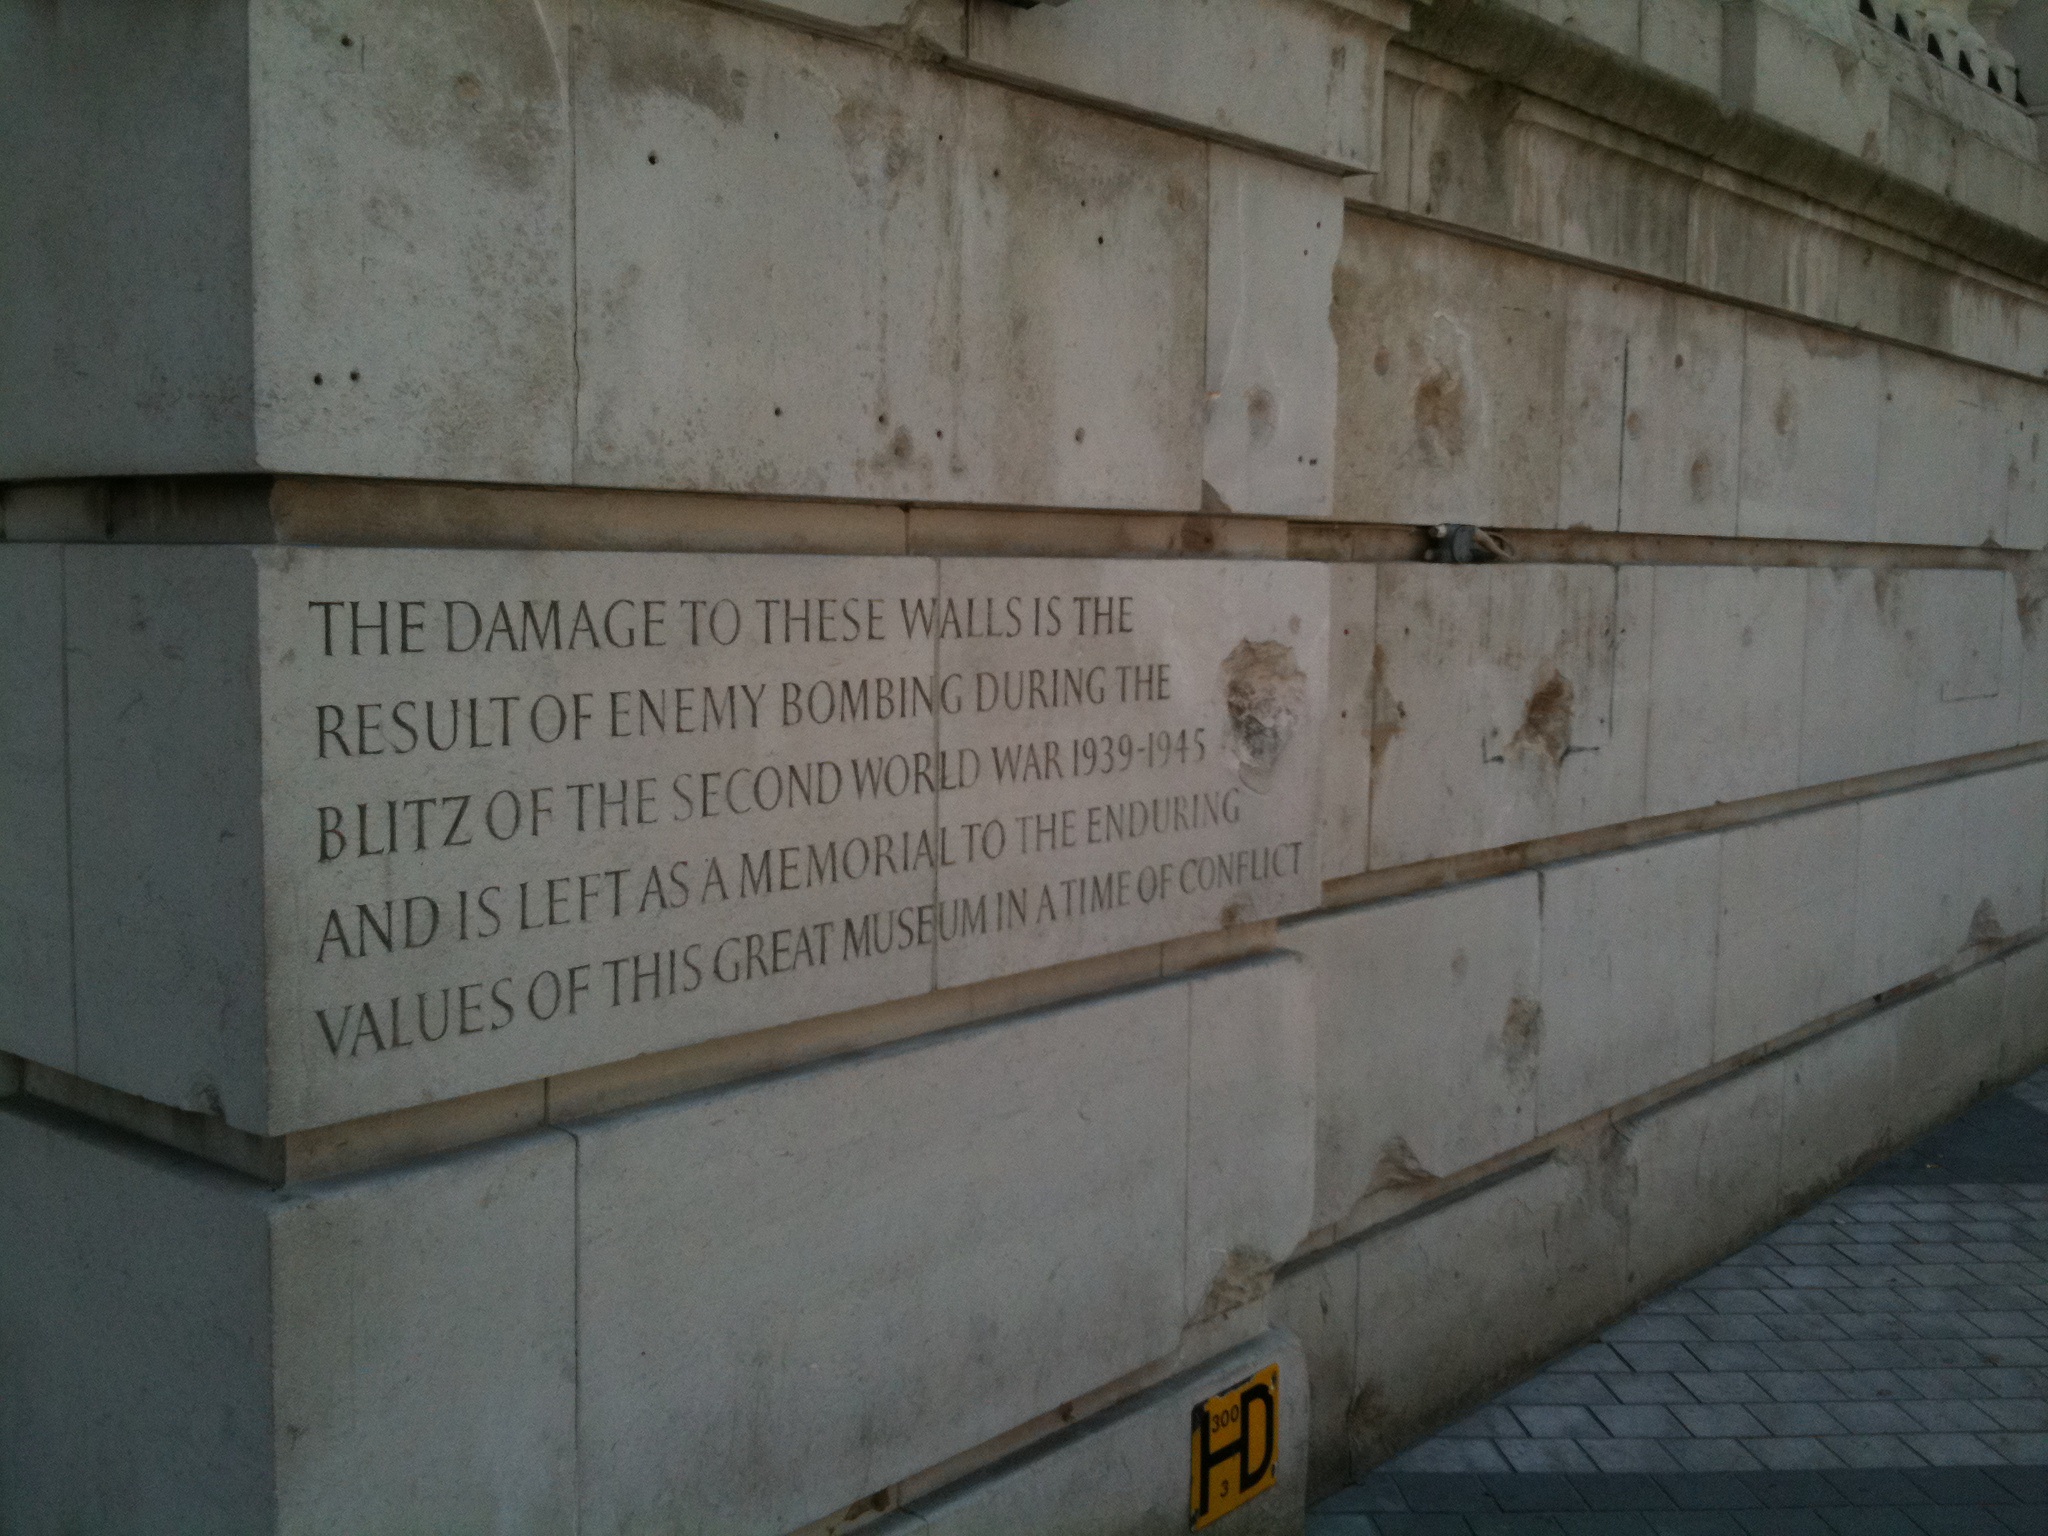 THE DAMAGE TO THESE WALLS IS THE
RESULT OF ENEMY BOMBING DURING THE
BLITZ OF THE SECOND WORLD WAR 1939-1945
AND IS LEFT AS A MEMORIAL TO THE ENDURING
VALUES OF THIS GREAT MUSEUM IN A TIME OF CONFLICT
300
HD
3